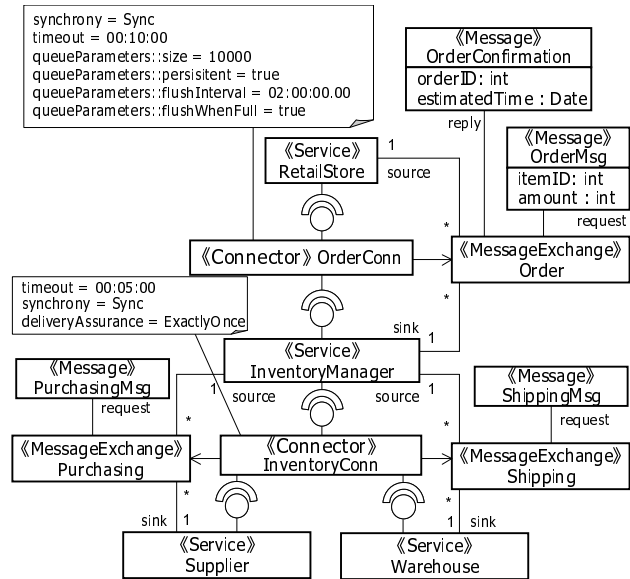 synchrony = Sync
timeout = 00:10:00
queueParameters::size = 10000
queueParameters::persitent = true
queueParameters::flushInterval = 02:00:00.00
queueParameters::flushWhenFull = true
《Message》
OrderConfirmation
orderID: int
estimatedTime : Date
reply
《Message》
OrderMsg
itemID: int
amount : int
request
《Service》
RetailStore
1
source
*
《Connector》OrderConn
《MessageExchange》
Order
*
timeout = 00:05:00
synchrony = Sync
deliveryAssurance = ExactlyOnce
sink
1
《Service》
InventoryManager
《Message》
PurchasingMsg
request
1
source
*
1
source
*
《Message》
ShippingMsg
request
《MessageExchange》
Purchasing
《Connector》
InventoryConn
《MessageExchange》
Shipping
*
sink
1
*
1
sink
《Service》
Supplier
《Service》
Warehouse